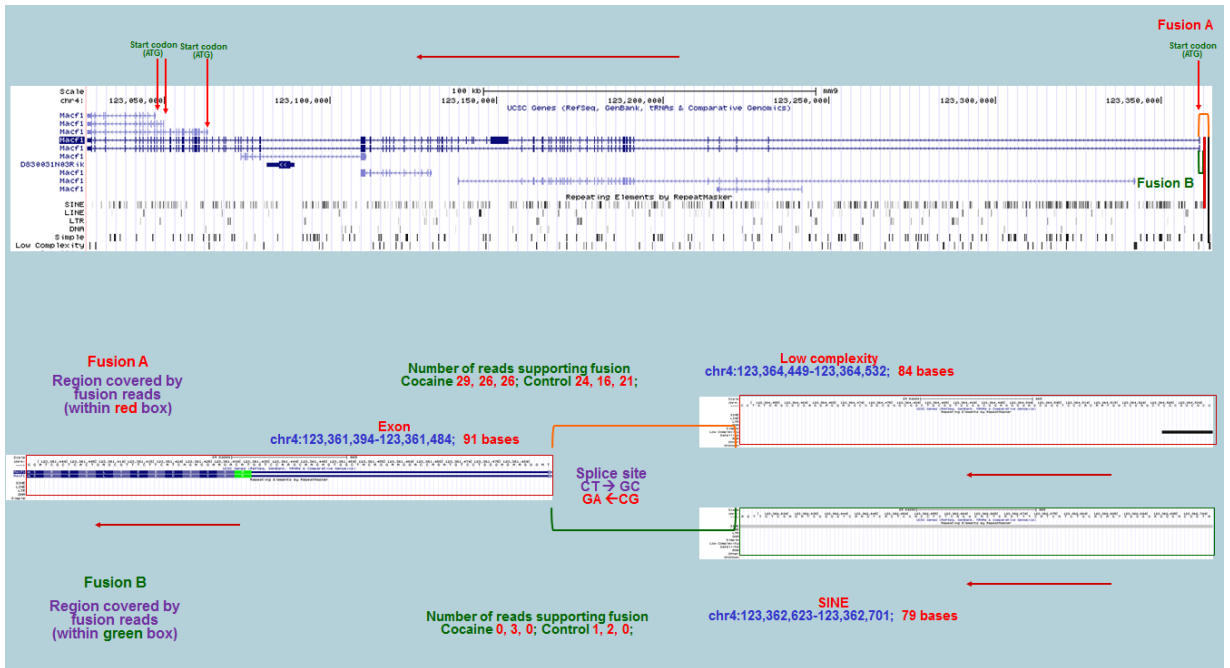 Fusion A
Start codon
(ATG)
Start codon
(ATG)
Start codon
(ATG)
Scale
100 kb
mm9
chr4:
123,050,000
123,100,000
123,150,000
123,200,000
123,250,000
123,300,000
123,350,000
UCSC Genes (RefSeq, GenBank, tRNAs & Comparative Genomics)
Macf1
Macf1
Macf1
Macf1
Macf1
Macf1
D830031N03Rik
Macf1
Macf1
Macf1
Fusion B
Repeating Elements by RepeatMasker
SINE
LINE
LTR
DNA
Simple
Low Complexity
Fusion A
Region covered by
fusion reads
(within red box)
Number of reads supporting fusion
Cocaine 29, 26, 26; Control 24, 16, 21;
Low complexity
chr4:123,364,449-123,364,532; 84 bases
Exon
chr4:123,361,394-123,361,484; 91 bases
Splice site
CT → GC
GA ← CG
Fusion B
Region covered by
fusion reads
(within green box)
Number of reads supporting fusion
Cocaine 0, 3, 0; Control 1, 2, 0;
SINE
chr4:123,362,623-123,362,701; 79 bases